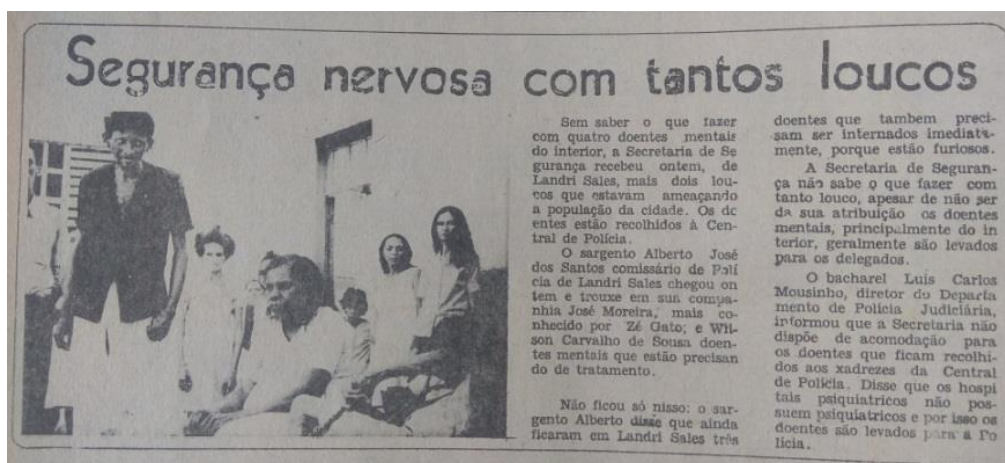 Segurança nervosa com tantos loucos
Sem saber o que fazer
com quatro doentes mentais
do interior, a Secretaria de Se
gurança recebeu ontem, de
Landri Sales, mais dois lou-
cos que estavam ameaçando
a população da cidade. Os do
entes estão recolhidos à Cen-
tral de Polícia.
O sargento Alberto José
dos Santos comissário de Polí
cia de Landri Sales chegou on
tem e trouxe em sua compa-
nhia José Moreira, mais co-
nhecido por Zé Gato; e Wil-
son Carvalho de Sousa doen-
tes mentais que estão precisan
do de tratamento.
Não ficou só nisso: o sar-
gento Alberto disse que ainda
ficaram em Landri Sales três
doentes que tambem preci-
sam ser internados imediata-
mente, porque estão furiosos.
A Secretaria de Seguran-
ça não sabe o que fazer com
tanto louco, apesar de não ser
da sua atribuição os doentes
mentais, principalmente do in
terior, geralmente são levados
para os delegados.
O bacharel Luis Carlos
Mousinho, diretor do Departa
mento de Polícia Judiciária,
informou que a Secretaria não
dispõe de acomodação para
os doentes que ficam recolhi-
dos aos xadrezes da Central
de Polícia. Disse que os hospi
tais psiquiatricos não pos-
suem psiquiatricos e por isso os
doentes são levados para a Po
lícia.